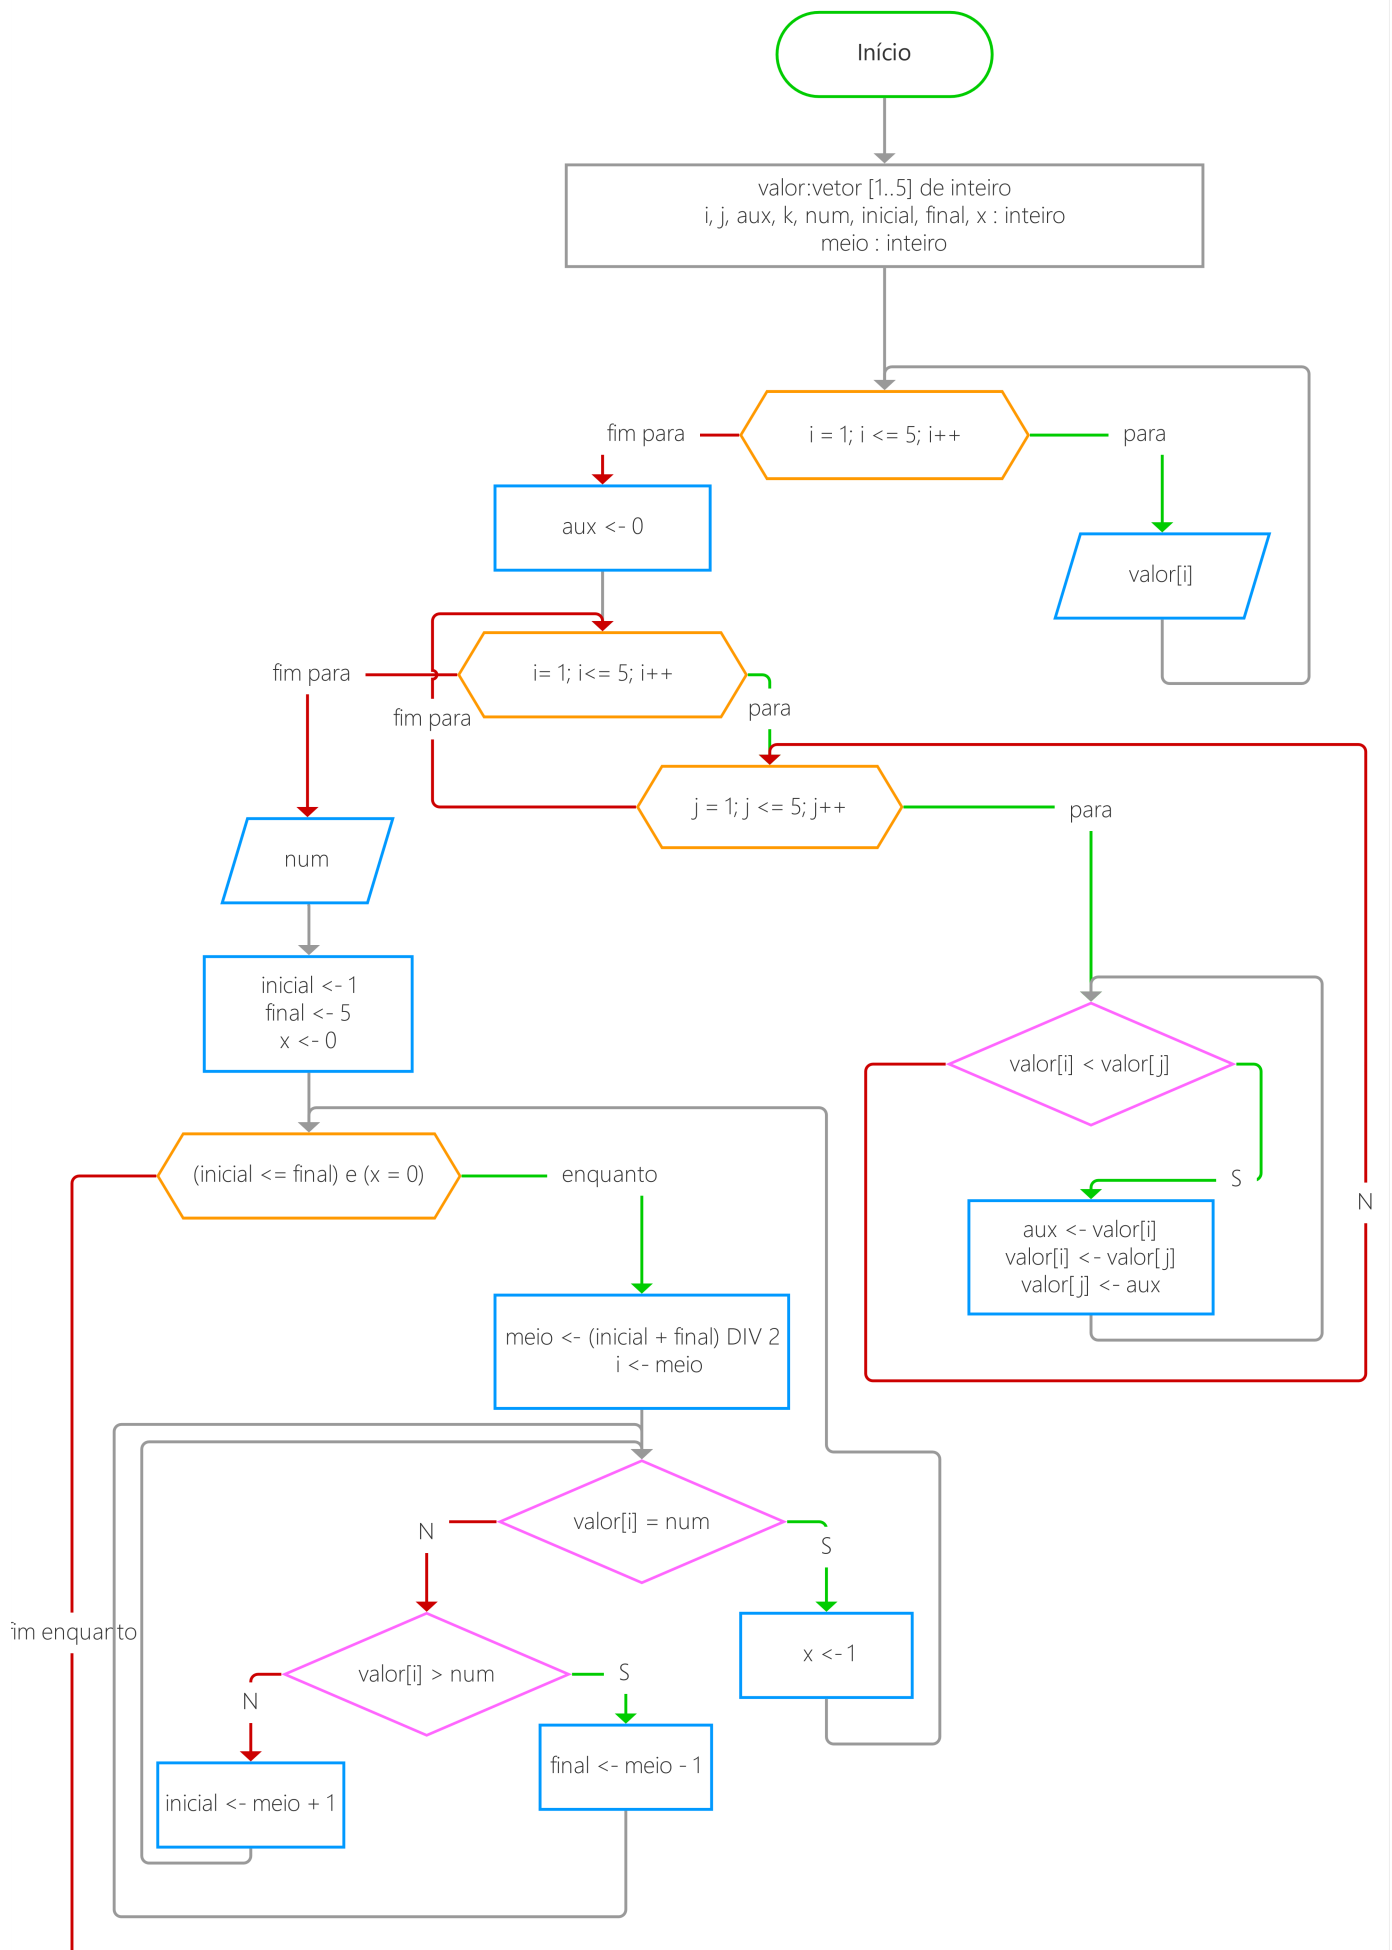 Início
valor:vetor [1..5] de inteiro
i, j, aux, k, num, inicial, final, x : inteiro
meio : inteiro
i = 1; i <= 5; i++
fim para
para
aux <- 0
valor[i]
i= 1; i<= 5; i++
fim para
para
fim para
j = 1; j <= 5; j++
para
num
inicial <- 1
final <- 5
x <- 0
valor[i] < valor[j]
S
N
(inicial <= final) e (x = 0)
enquanto
aux <- valor[i]
valor[i] <- valor[j]
valor[j] <- aux
meio <- (inicial + final) DIV 2
i <- meio
valor[i] = num
N
S
fim enquanto
x <-1
valor[i] > num
S
N
final <- meio - 1
inicial <- meio + 1